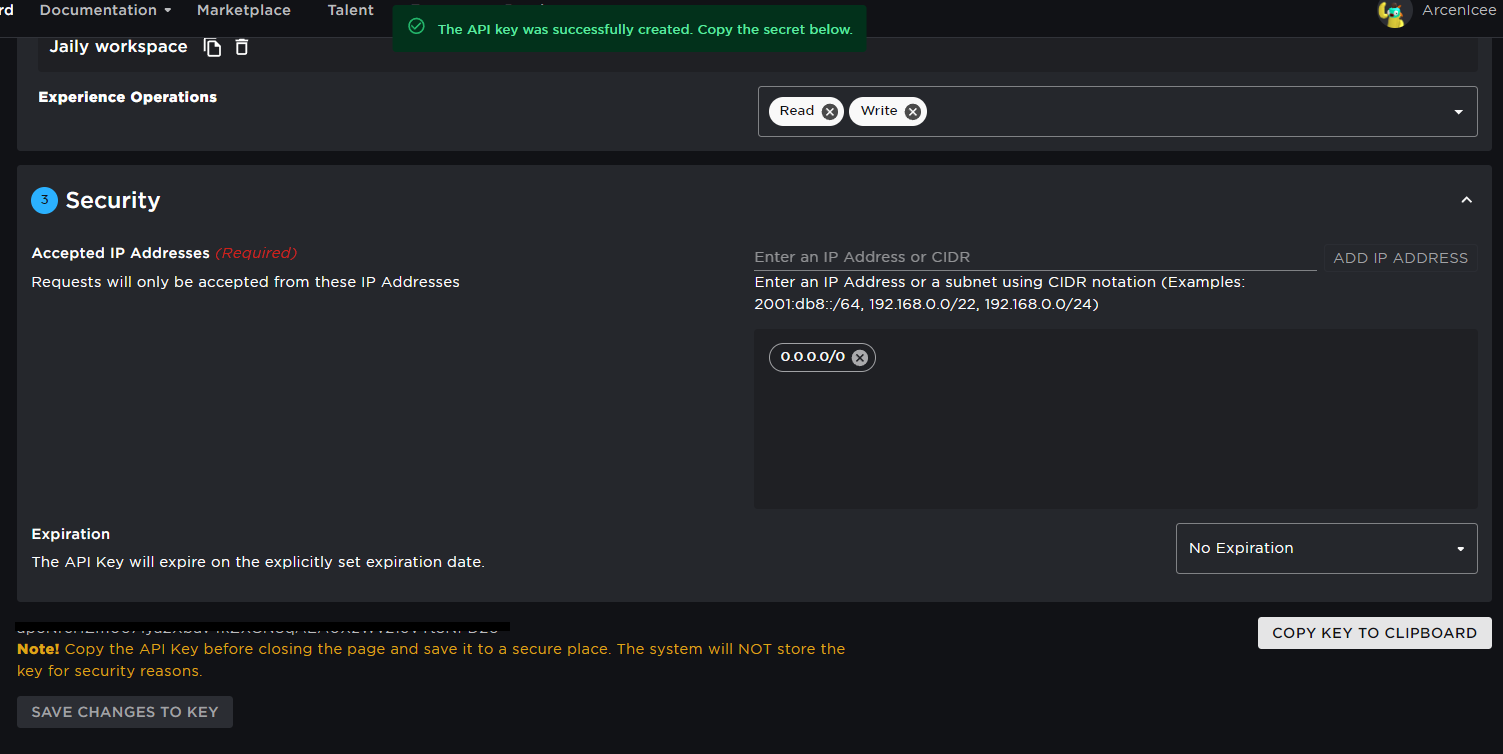 rd Documentation Marketplace Talent ArcenIcee
The API key was successfully created. Copy the secret below.
Jaily workspace
Experience Operations
Read Write
3 Security
Accepted IP Addresses (Required)
Requests will only be accepted from these IP Addresses
Enter an IP Address or CIDR ADD IP ADDRESS
Enter an IP Address or a subnet using CIDR notation (Examples:
2001:db8::/64, 192.168.0.0/22, 192.168.0.0/24)
0.0.0.0/0
Expiration
The API Key will expire on the explicitly set expiration date.
No Expiration
COPY KEY TO CLIPBOARD
Note! Copy the API Key before closing the page and save it to a secure place. The system will NOT store the
key for security reasons.
SAVE CHANGES TO KEY